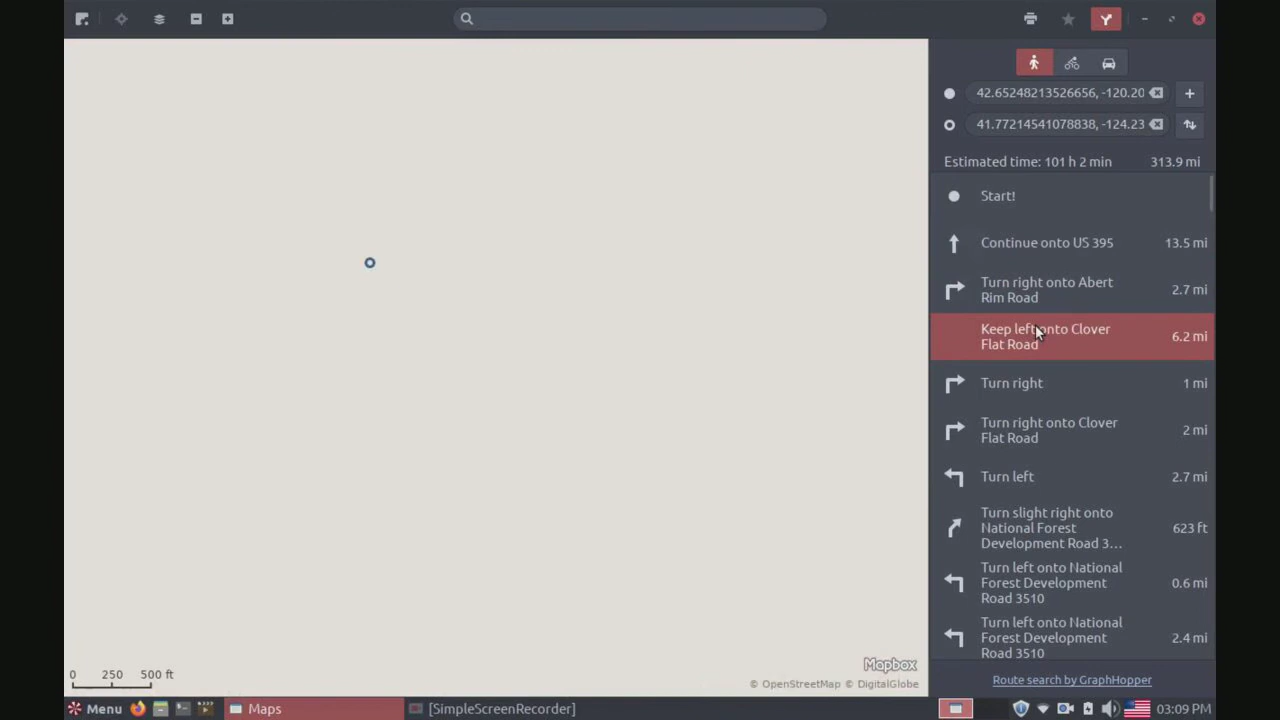 42.65248213526656, -120.20
41.77214541078838, -124.23
Estimated time: 101 h 2 min 313.9 mi
Start!
Continue onto US 395 13.5 mi
Turn right onto Abert
Rim Road
2.7 mi
Keep left onto Clover
Flat Road
6.2 mi
Turn right 1 mi
Turn right onto Clover
Flat Road
2 mi
Turn left 2.7 mi
Turn slight right onto
National Forest
Development Road 3...
623 ft
Turn left onto National
Forest Development
Road 3510
0.6 mi
Turn left onto National
Forest Development
Road 3510
2.4 mi
Route search by GraphHopper
0 250 500 ft
Mapbox
© OpenStreetMap © DigitalGlobe
Menu Maps [SimpleScreenRecorder] 03:09 PM